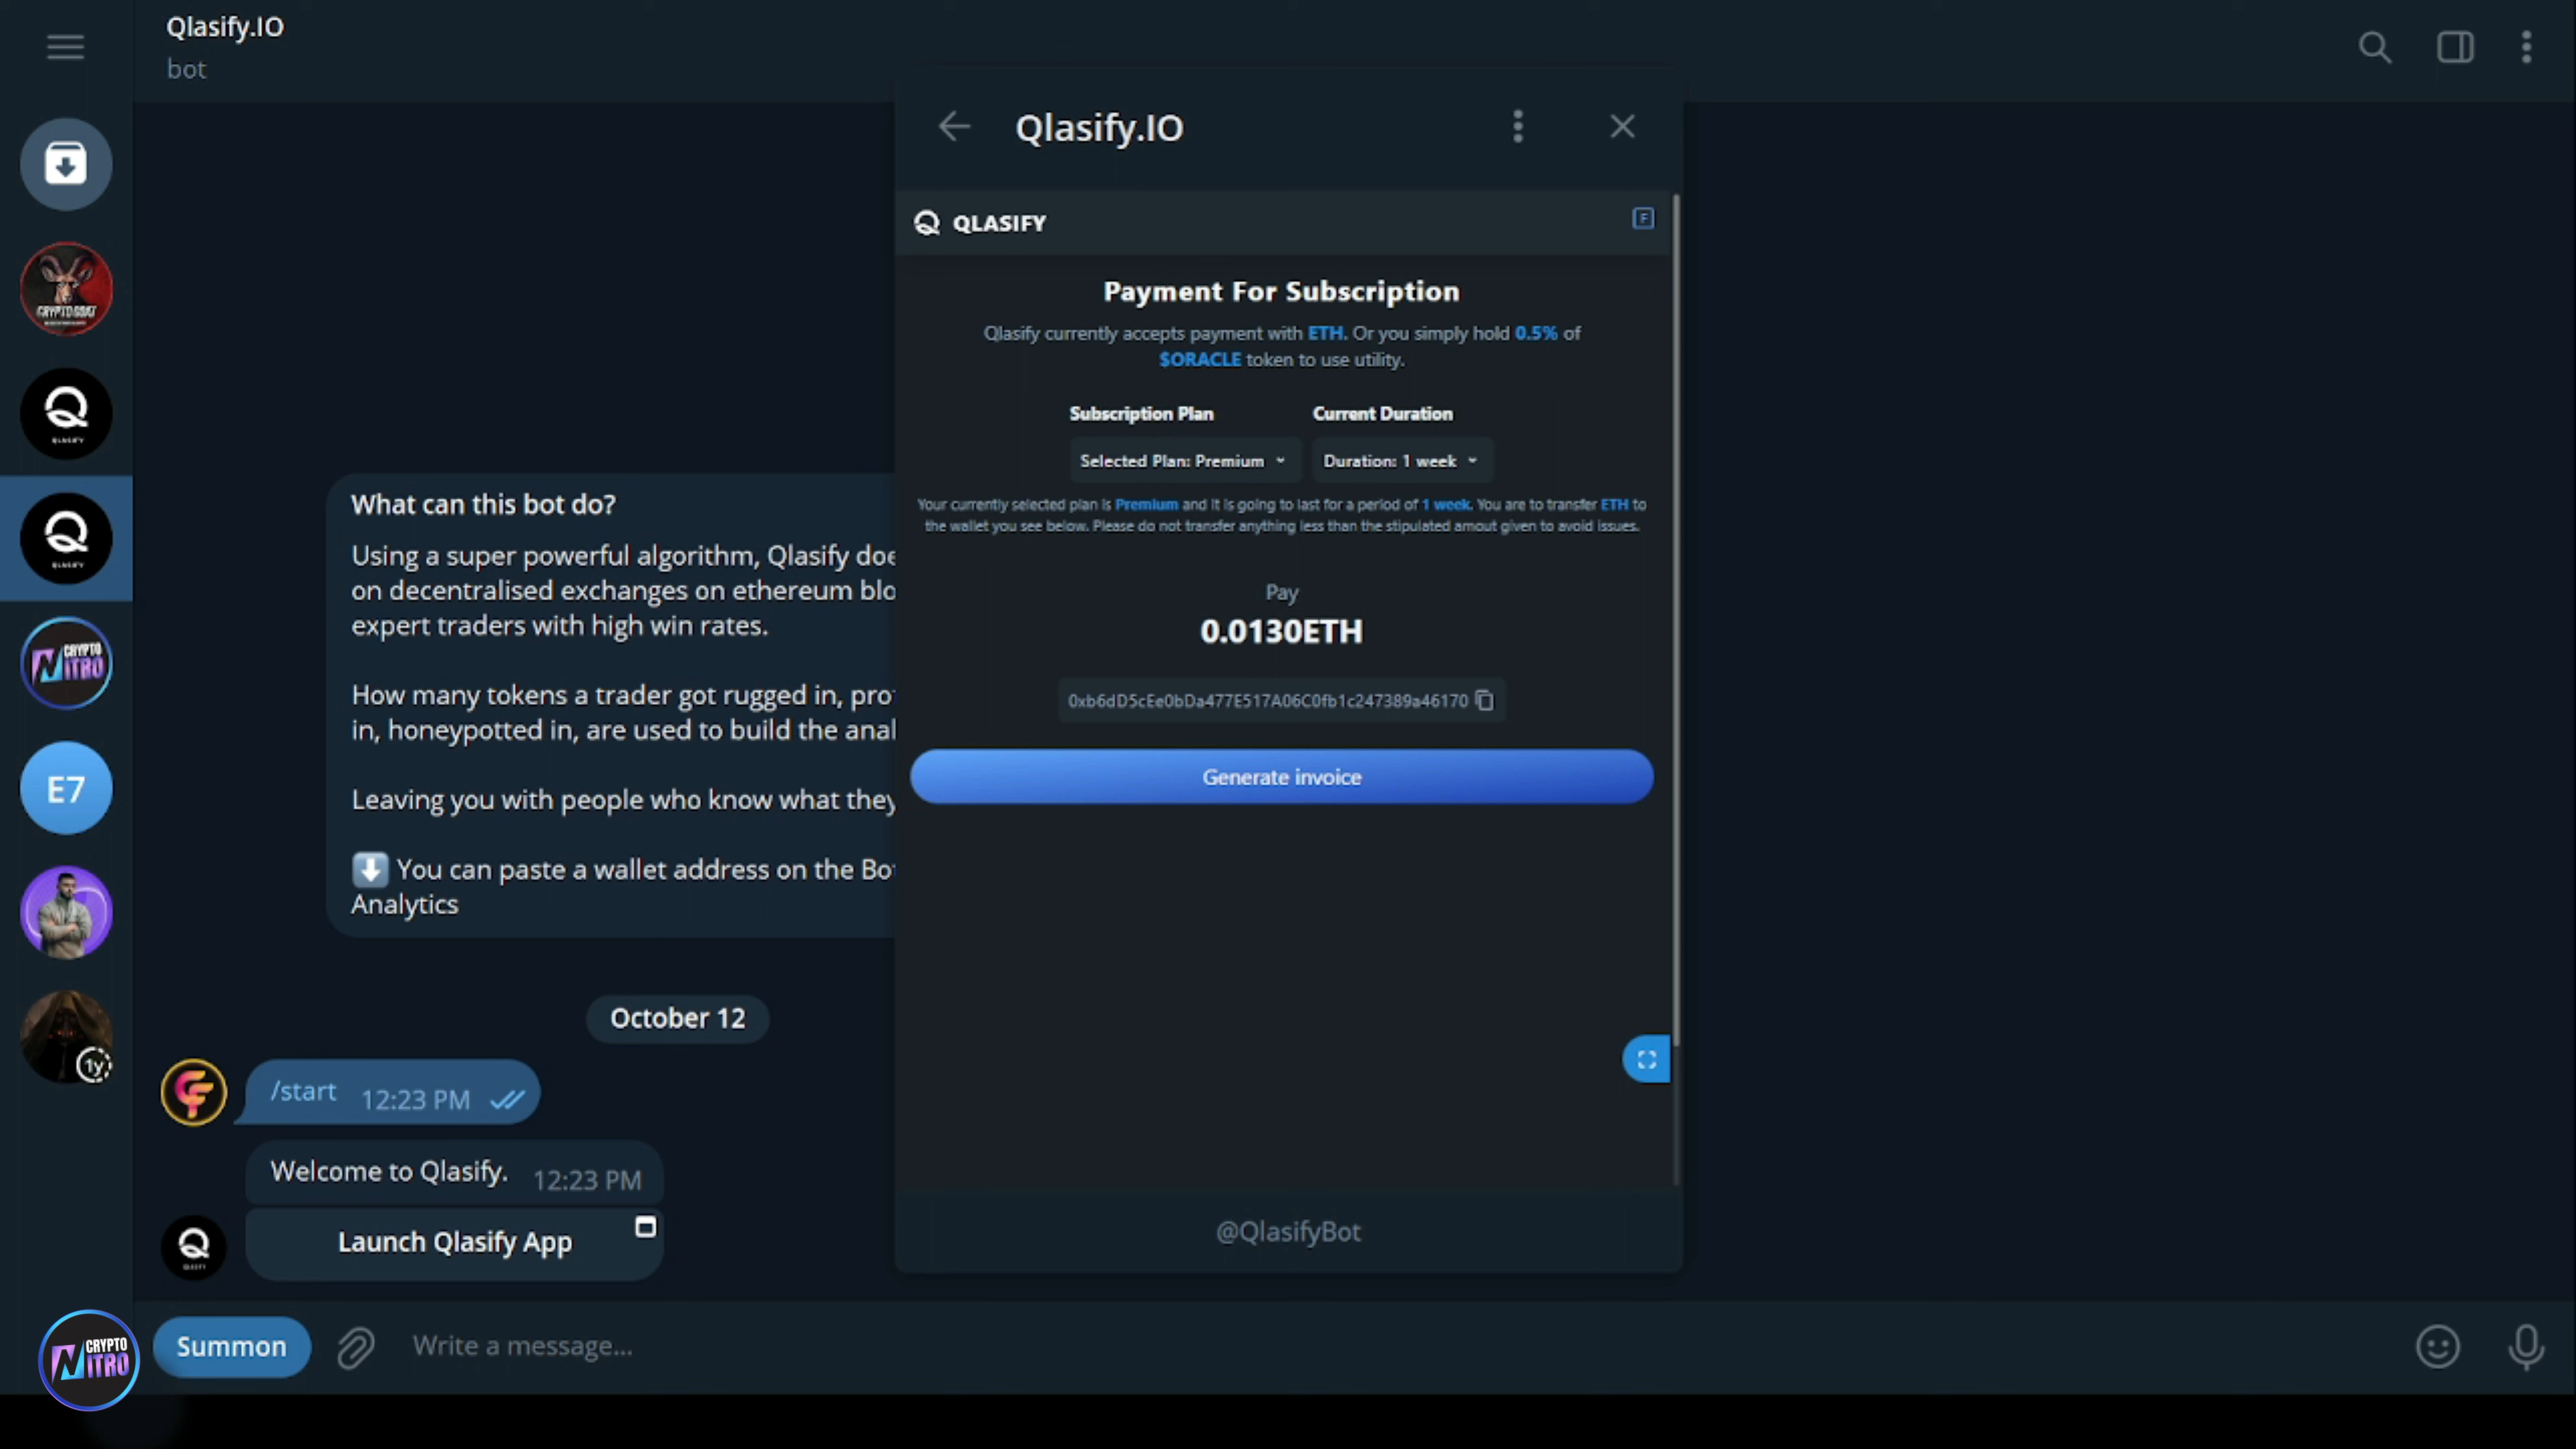 Qlasify.IO
bot
CRYPTO GOAT
QLASIFY
QLASIFY
CRYPTO
NITRO
E7
1y
What can this bot do?
Using a super powerful algorithm, Qlasify doe
on decentralised exchanges on ethereum blo
expert traders with high win rates.
How many tokens a trader got rugged in, pro
in, honeypotted in, are used to build the anal
Leaving you with people who know what they
You can paste a wallet address on the Bo
Analytics
October 12
/start 12:23 PM
Welcome to Qlasify. 12:23 PM
Launch Qlasify App
Summon
Write a message...
CRYPTO
NITRO
Qlasify.IO
QLASIFY
F
Payment For Subscription
Qlasify currently accepts payment with ETH. Or you simply hold 0.5% of
$ORACLE token to use utility.
Subscription Plan Current Duration
Selected Plan: Premium Duration: 1 week
Your currently selected plan is Premium and it is going to last for a period of 1 week. You are to transfer ETH to
the wallet you see below. Please do not transfer anything less than the stipulated amout given to avoid issues.
Pay
0.0130ETH
0xb6dD5cEe0bDa477E517A06C0fb1c247389a46170
Generate invoice
@QlasifyBot